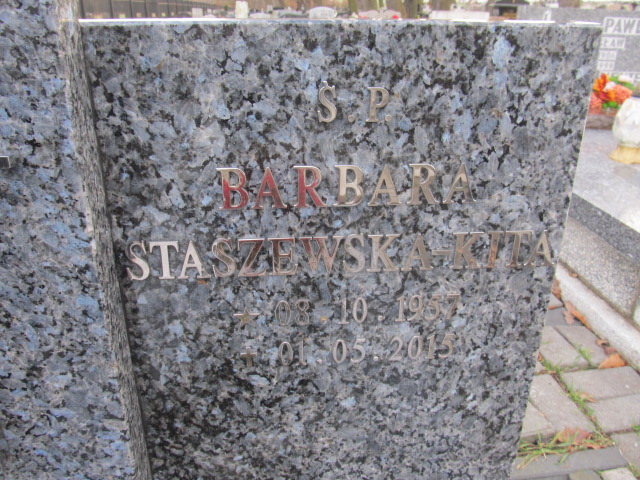 Ś.P.
BARBARA
STASZEWSKA-KITA
★ 08.10.1957
✝ 01.05.2015